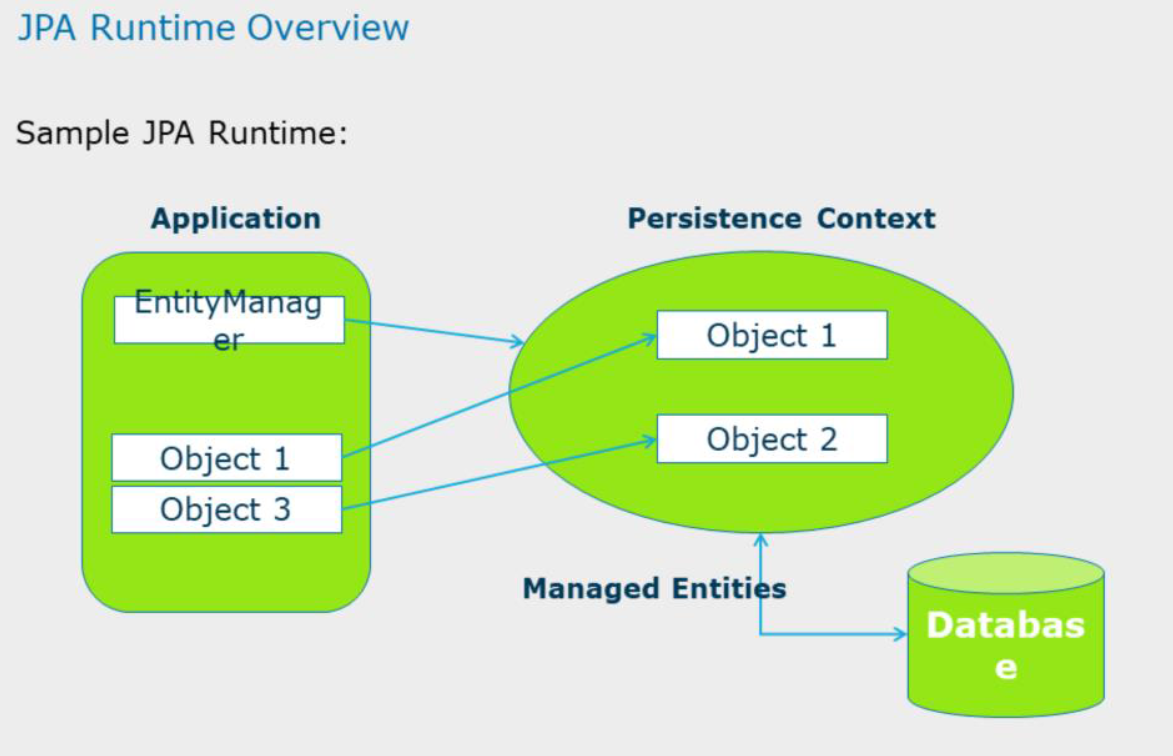 JPA Runtime Overview
Sample JPA Runtime:
Application
EntityManag
er
Object 1
Object 3
Persistence Context
Object 1
Object 2
Managed Entities
Databas
e